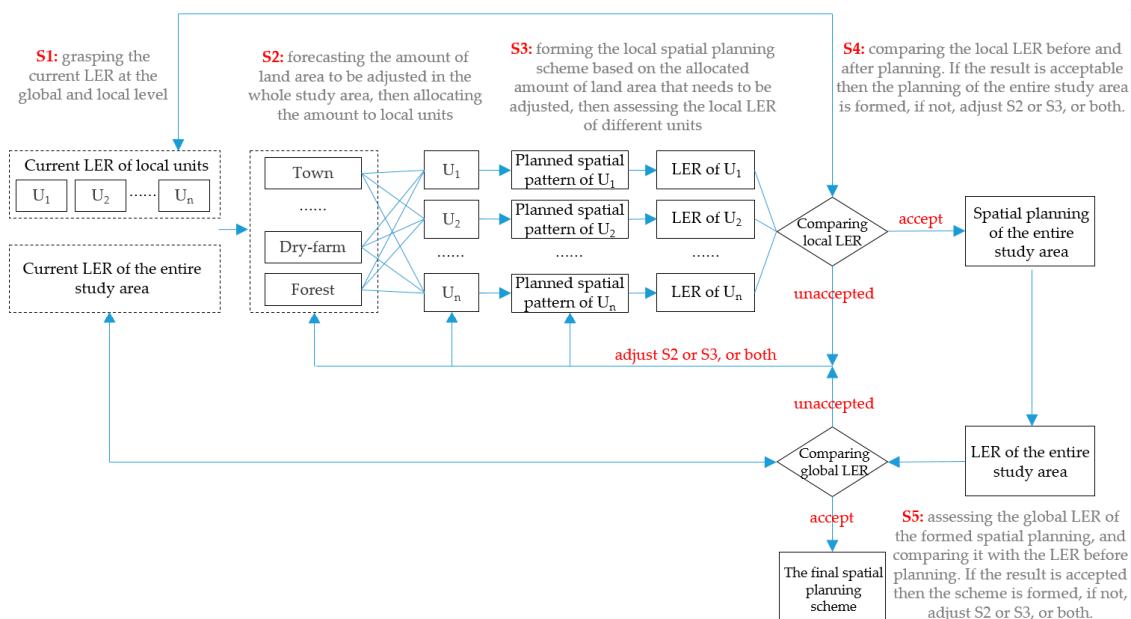 S1: grasping the
current LER at the
global and local level
S2: forecasting the amount of
land area to be adjusted in the
whole study area, then allocating
the amount to local units
S3: forming the local spatial planning
scheme based on the allocated
amount of land area that needs to be
adjusted, then assessing the local LER
of different units
S4: comparing the local LER before and
after planning. If the result is acceptable
then the planning of the entire study area
is formed, if not, adjust S2 or S3, or both.
Current LER of local units
U1 U2 ...... Un
Current LER of the entire
study area
Town
......
Dry-farm
Forest
U1
U2
......
Un
Planned spatial
pattern of U1
Planned spatial
pattern of U2
......
Planned spatial
pattern of Un
LER of U1
LER of U2
......
LER of Un
Comparing
local LER
accept
Spatial planning
of the entire
study area
unaccepted
adjust S2 or S3, or both
unaccepted
Comparing
global LER
LER of the entire
study area
accept
The final spatial
planning
scheme
S5: assessing the global LER of
the formed spatial planning, and
comparing it with the LER before
planning. If the result is accepted
then the scheme is formed, if not,
adjust S2 or S3, or both.